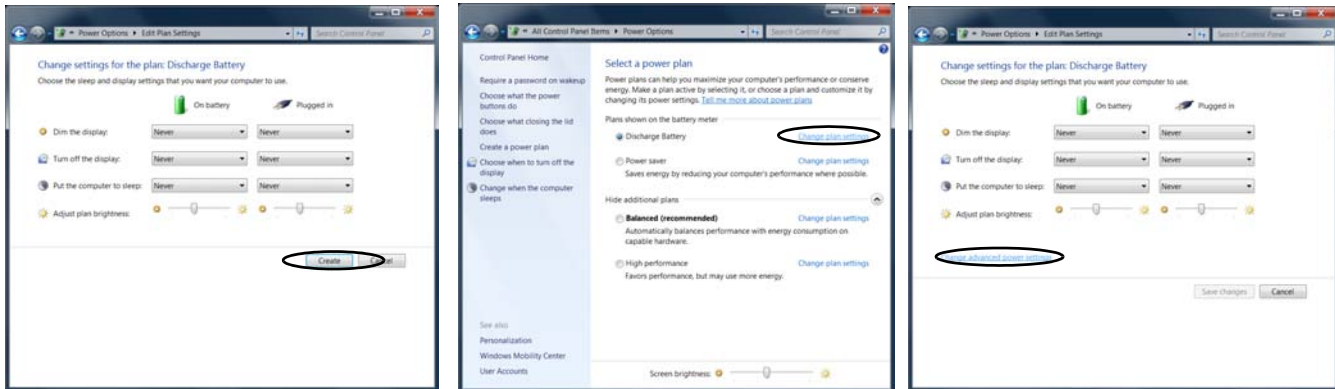 Power Options ▸ Edit Plan Settings
Search Control Panel
Change settings for the plan: Discharge Battery
Choose the sleep and display settings that you want your computer to use.
On battery Plugged in
Dim the display: Never Never
Turn off the display: Never Never
Put the computer to sleep: Never Never
Adjust plan brightness:
Create Cancel
All Control Panel Items ▸ Power Options
Search Control Panel
Control Panel Home
Require a password on wakeup
Choose what the power
buttons do
Choose what closing the lid
does
Create a power plan
Choose when to turn off the
display
Change when the computer
sleeps
See also
Personalization
Windows Mobility Center
User Accounts
Select a power plan
Power plans can help you maximize your computer's performance or conserve
energy. Make a plan active by selecting it, or choose a plan and customize it by
changing its power settings. Tell me more about power plans
Plans shown on the battery meter
Discharge Battery Change plan settings
Power saver Change plan settings
Saves energy by reducing your computer's performance where possible.
Hide additional plans
Balanced (recommended) Change plan settings
Automatically balances performance with energy consumption on
capable hardware.
High performance Change plan settings
Favors performance, but may use more energy.
Screen brightness:
Power Options ▸ Edit Plan Settings
Search Control Panel
Change settings for the plan: Discharge Battery
Choose the sleep and display settings that you want your computer to use.
On battery Plugged in
Dim the display: Never Never
Turn off the display: Never Never
Put the computer to sleep: Never Never
Adjust plan brightness:
Change advanced power settings
Save changes Cancel